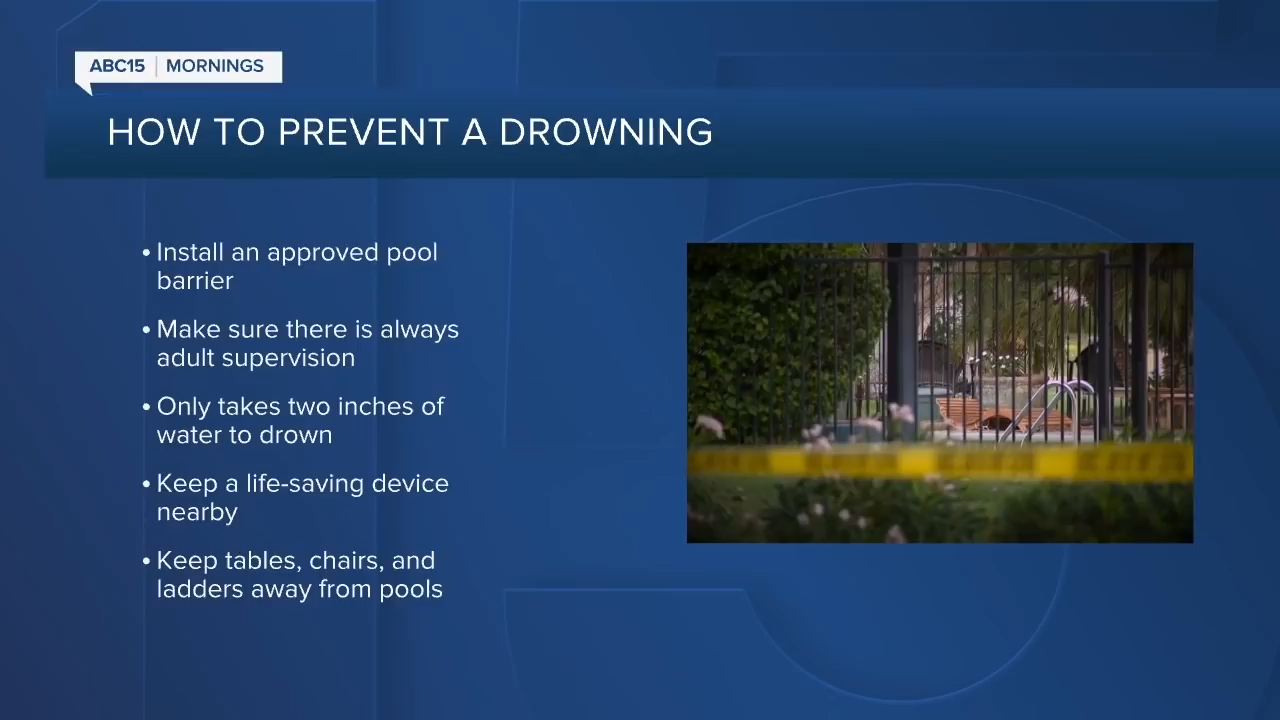 ABC15 | MORNINGS
HOW TO PREVENT A DROWNING
• Install an approved pool
barrier
• Make sure there is always
adult supervision
• Only takes two inches of
water to drown
• Keep a life-saving device
nearby
• Keep tables, chairs, and
ladders away from pools